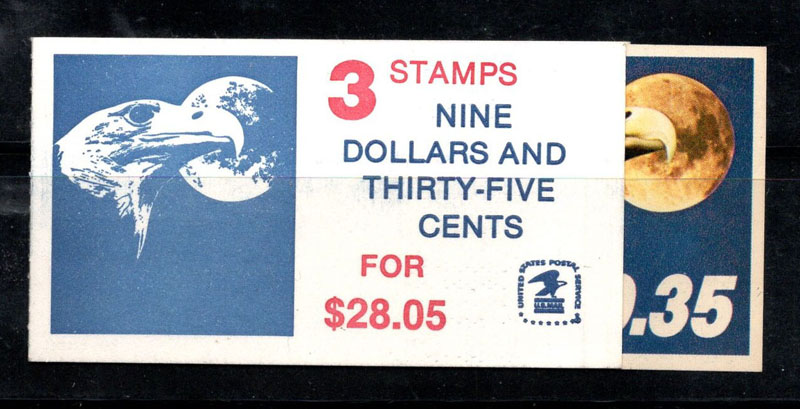 3 STAMPS
NINE
DOLLARS AND
THIRTY-FIVE
CENTS
FOR
$28.05
UNITED STATES POSTAL SERVICE
U.S.MAIL
.35